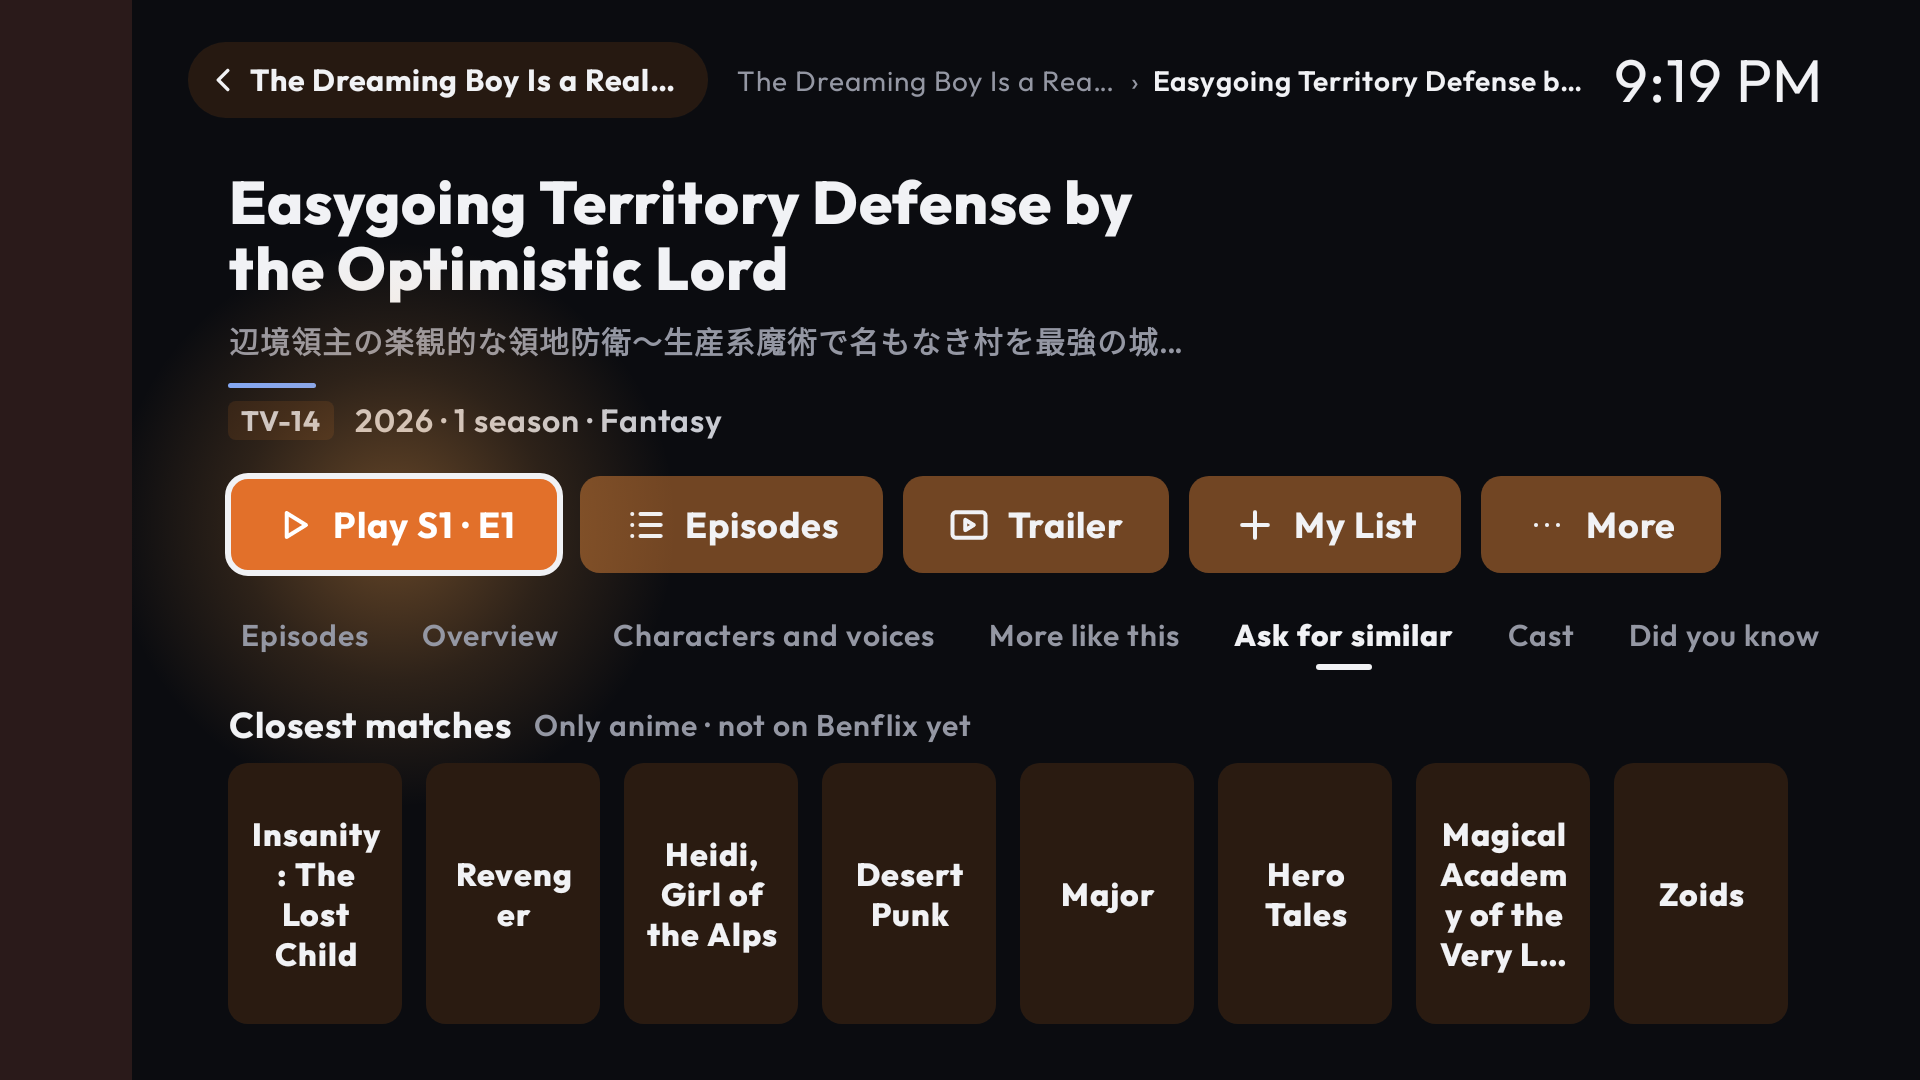 The Dreaming Boy Is a Real...
The Dreaming Boy Is a Rea... › Easygoing Territory Defense b...
9:19 PM
Easygoing Territory Defense by
the Optimistic Lord
辺境領主の楽観的な領地防衛〜生産系魔術で名もなき村を最強の城...
TV-14
2026 · 1 season · Fantasy
Play S1 · E1
Episodes
Trailer
My List
More
Episodes
Overview
Characters and voices
More like this
Ask for similar
Cast
Did you know
Closest matches
Only anime · not on Benflix yet
Insanity
: The
Lost
Child
Reveng
er
Heidi,
Girl of
the Alps
Desert
Punk
Major
Hero
Tales
Magical
Academ
y of the
Very L...
Zoids